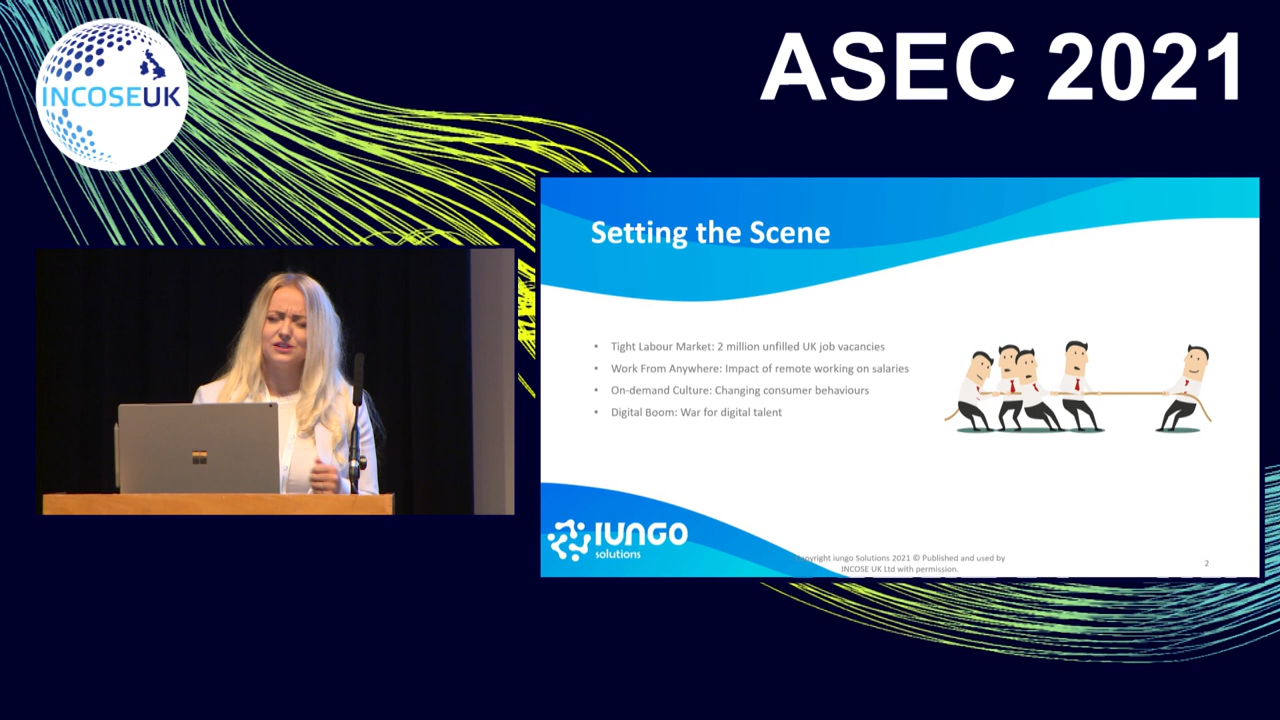 INCOSEUK
ASEC 2021
Setting the Scene
• Tight Labour Market: 2 million unfilled UK job vacancies
• Work From Anywhere: Impact of remote working on salaries
• On-demand Culture: Changing consumer behaviours
• Digital Boom: War for digital talent
IUNGO
solutions
opyright iungo Solutions 2021 © Published and used by
INCOSE UK Ltd with permission.
2